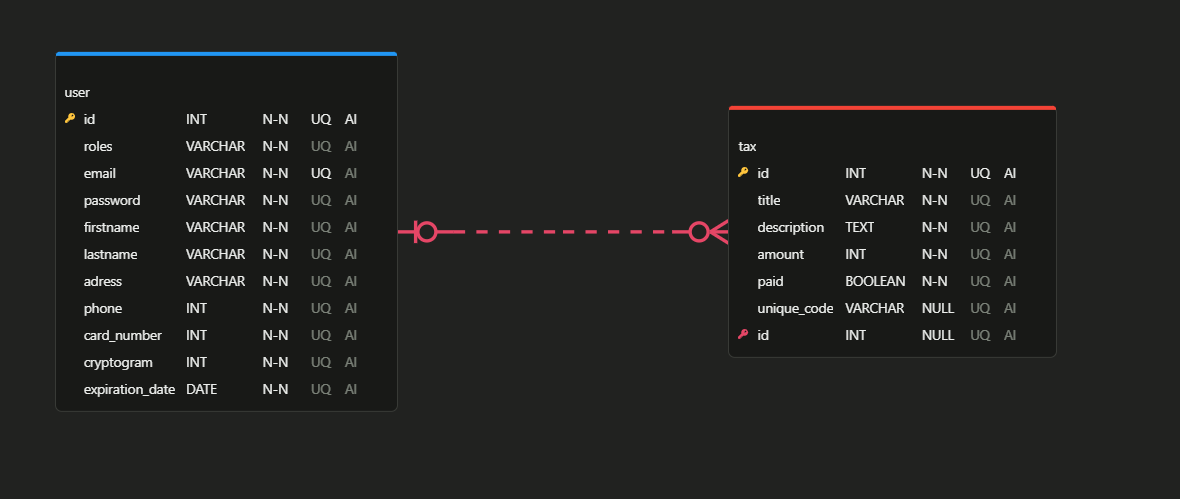 user
id INT N-N UQ AI
roles VARCHAR N-N UQ AI
email VARCHAR N-N UQ AI
password VARCHAR N-N UQ AI
firstname VARCHAR N-N UQ AI
lastname VARCHAR N-N UQ AI
adress VARCHAR N-N UQ AI
phone INT N-N UQ AI
card_number INT N-N UQ AI
cryptogram INT N-N UQ AI
expiration_date DATE N-N UQ AI
tax
id INT N-N UQ AI
title VARCHAR N-N UQ AI
description TEXT N-N UQ AI
amount INT N-N UQ AI
paid BOOLEAN N-N UQ AI
unique_code VARCHAR NULL UQ AI
id INT NULL UQ AI